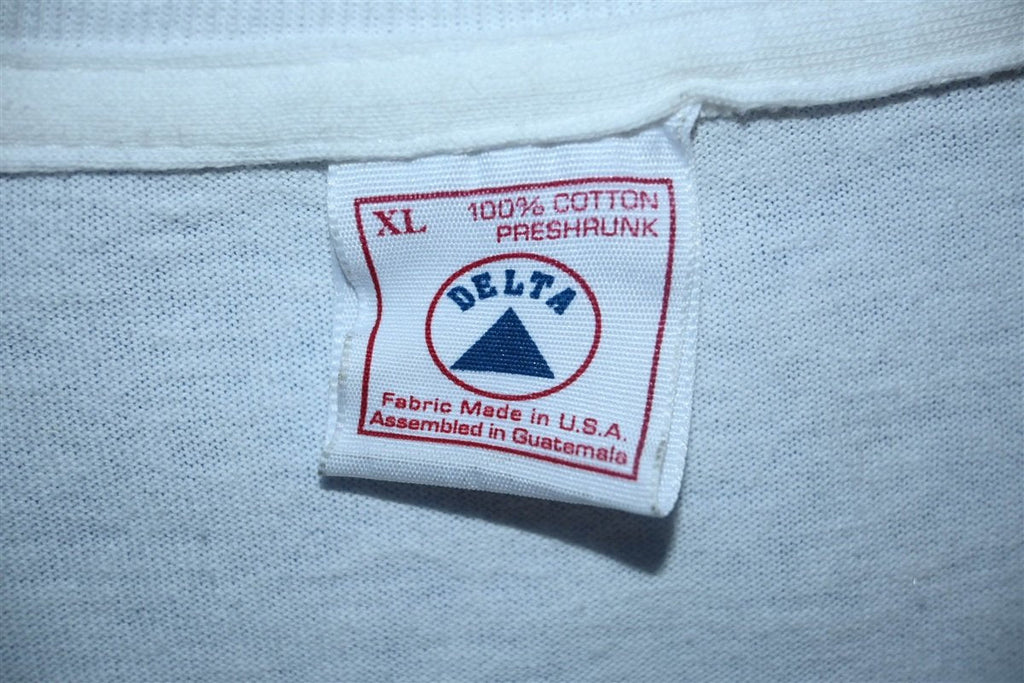 XL
100% COTTON
PRESHRUNK
DELTA
Fabric Made in U.S.A.
Assembled in Guatemala